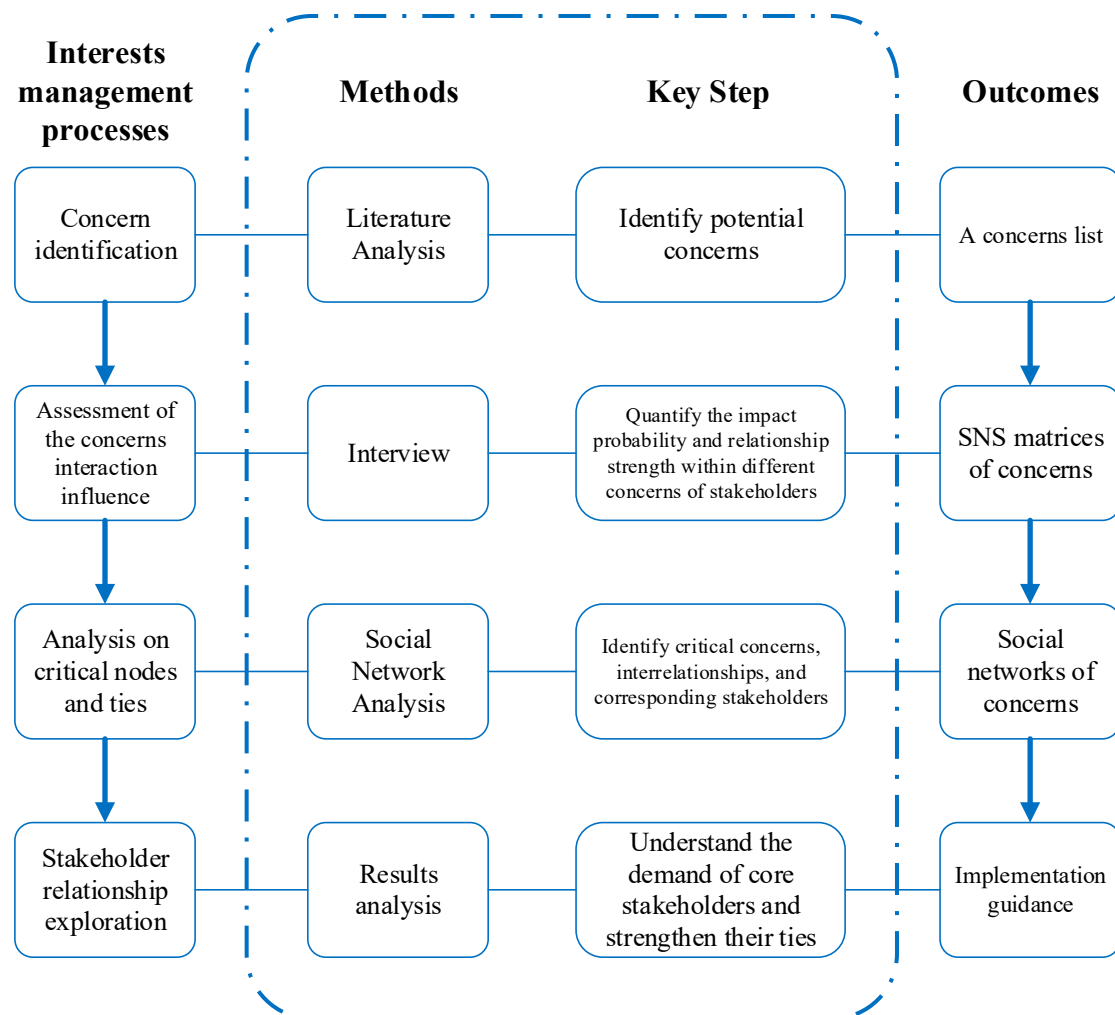 Interests
management
processes
Methods
Key Step
Outcomes
Concern
identification
Literature
Analysis
Identify potential
concerns
A concerns list
Assessment of
the concerns
interaction
influence
Interview
Quantify the impact
probability and relationship
strength within different
concerns of stakeholders
SNS matrices
of concerns
Analysis on
critical nodes
and ties
Social
Network
Analysis
Identify critical concerns,
interrelationships, and
corresponding stakeholders
Social
networks of
concerns
Stakeholder
relationship
exploration
Results
analysis
Understand the
demand of core
stakeholders and
strengthen their ties
Implementation
guidance